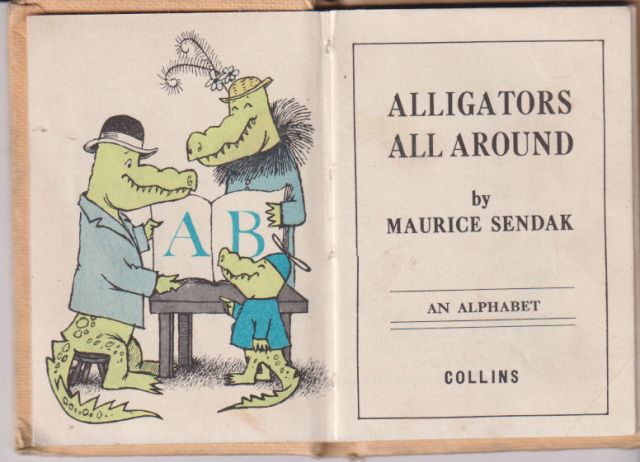 A B
ALLIGATORS
ALL AROUND
by
MAURICE SENDAK
AN ALPHABET
COLLINS